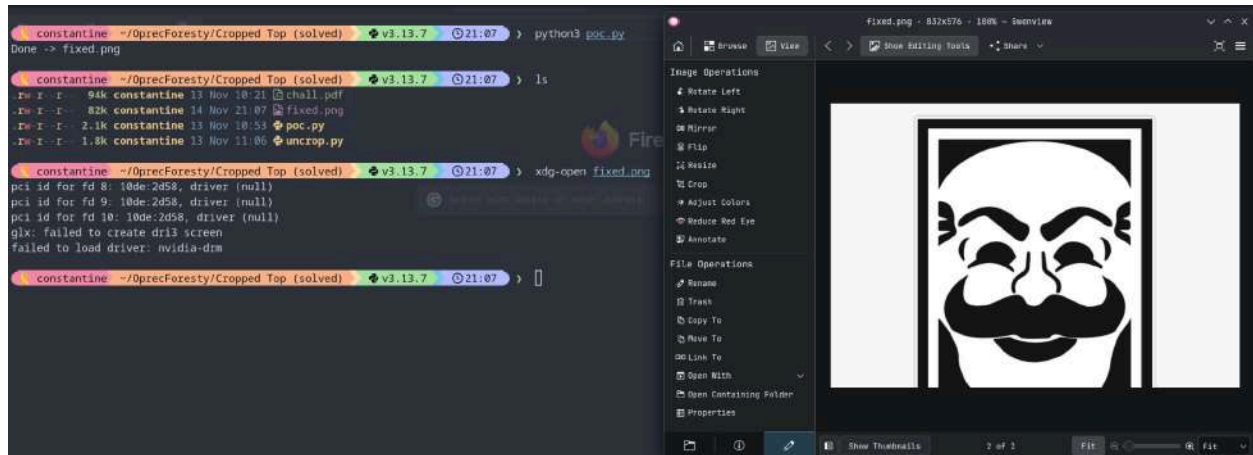 constantine ~/OprecForesty/Cropped Top (solved) v3.13.7 21:07 python3 poc.py
Done -> fixed.png
constantine ~/OprecForesty/Cropped Top (solved) v3.13.7 21:07 ls
.rw-r--r-- 94k constantine 13 Nov 10:21 chall.pdf
.rw-r--r-- 82k constantine 14 Nov 21:07 fixed.png
.rw-r--r-- 2.1k constantine 13 Nov 10:53 poc.py
.rw-r--r-- 1.8k constantine 13 Nov 11:06 uncrop.py
Fire
constantine ~/OprecForesty/Cropped Top (solved) v3.13.7 21:07 xdg-open fixed.png
pci id for fd 8: 10de:2d58, driver (null)
pci id for fd 9: 10de:2d58, driver (null)
pci id for fd 10: 10de:2d58, driver (null)
glx: failed to create dri3 screen
failed to load driver: nvidia-drm
constantine ~/OprecForesty/Cropped Top (solved) v3.13.7 21:07
fixed.png - 832x576 - 100% — Gwenview
Browse View Show Editing Tools Share
Image Operations
Rotate Left
Rotate Right
Mirror
Flip
Resize
Crop
Adjust Colors
Reduce Red Eye
Annotate
File Operations
Rename
Trash
Copy To
Move To
Link To
Open With
Open Containing Folder
Properties
Show Thumbnails 2 of 2 Fit Fit